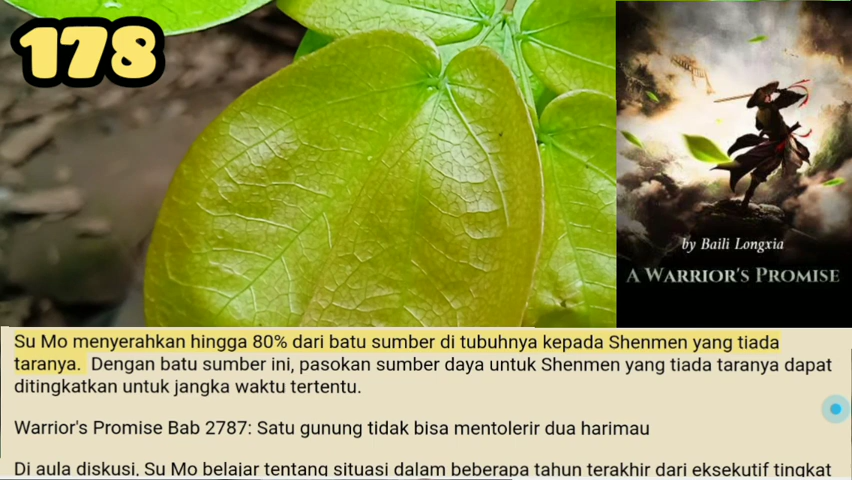 178
by Baili Longxia
A WARRIOR'S PROMISE
Su Mo menyerahkan hingga 80% dari batu sumber di tubuhnya kepada Shenmen yang tiada
taranya. Dengan batu sumber ini, pasokan sumber daya untuk Shenmen yang tiada taranya dapat
ditingkatkan untuk jangka waktu tertentu.
Warrior's Promise Bab 2787: Satu gunung tidak bisa mentolerir dua harimau
Di aula diskusi, Su Mo belajar tentang situasi dalam beberapa tahun terakhir dari eksekutif tingkat